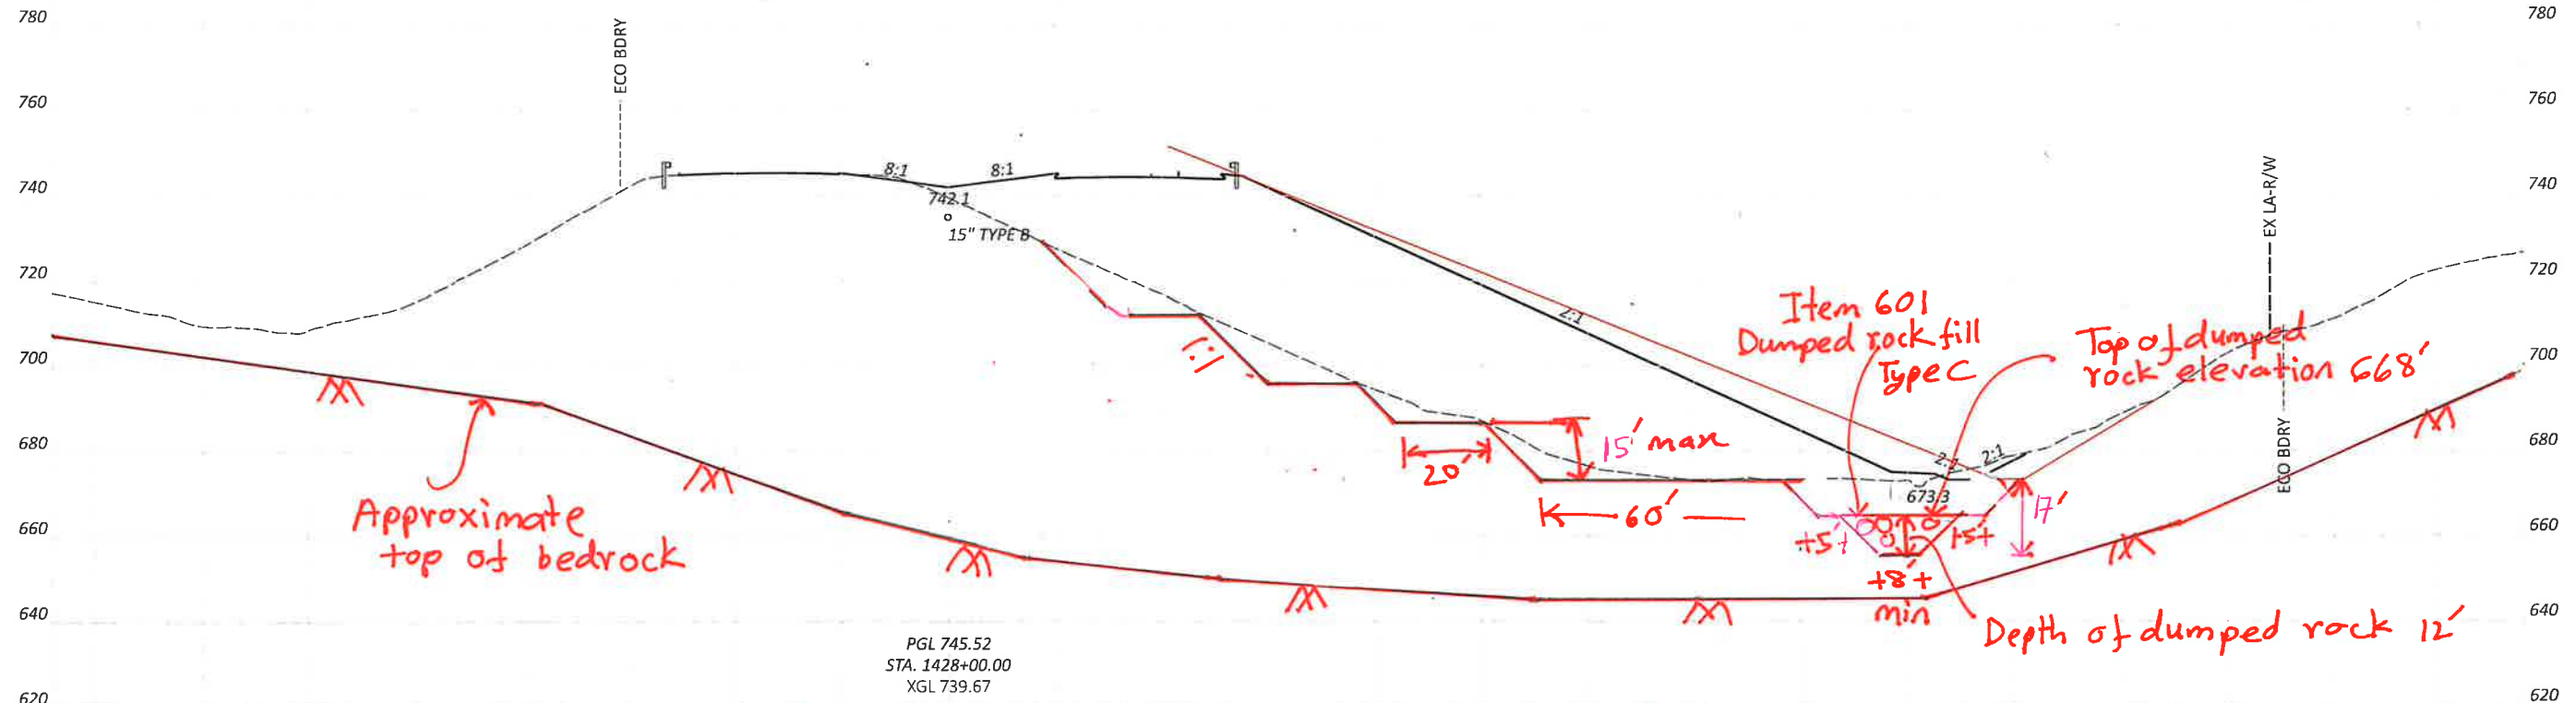 780
780
ECO BDRY
760
760
740
8:1
8:1
740
742.1
15" TYPE B
EX LA-R/W
720
720
2:1
Item 601
Dumped rock fill
Type C
Top of dumped
rock elevation 668'
700
700
1:1
15' max
20'
680
2:1
2:1
680
673.3
ECO BDRY
60'
17'
Approximate
top of bedrock
660
+5'+
+5'+
660
+8'+
min
640
640
Depth of dumped rock 12'
PGL 745.52
STA. 1428+00.00
XGL 739.67
620
620